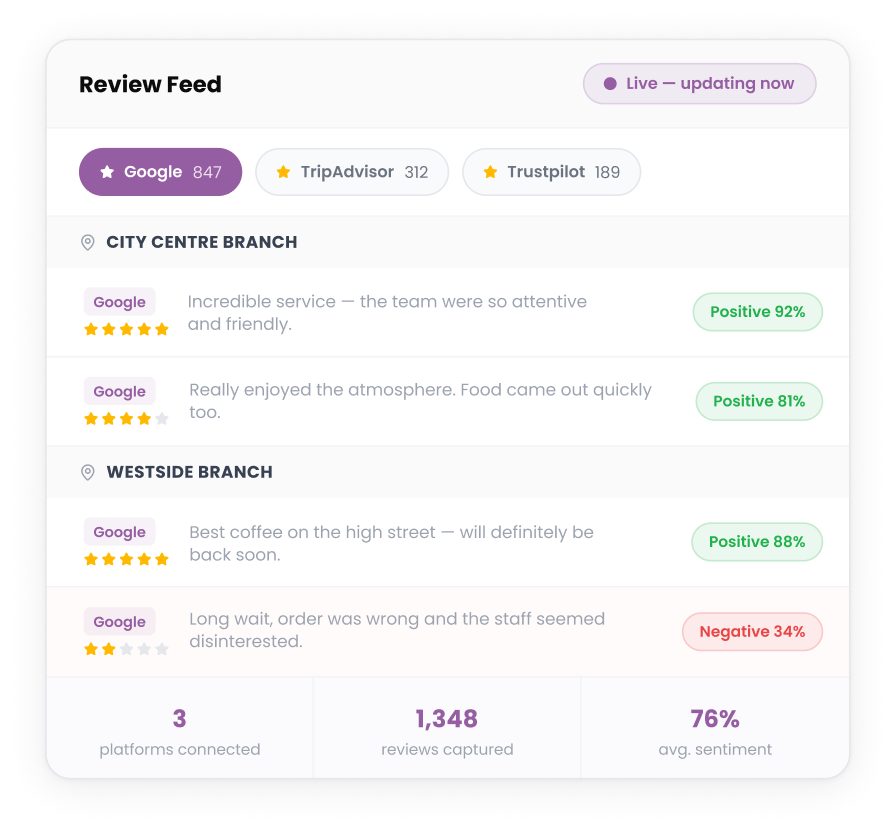 Review Feed
Live — updating now
Google 847
TripAdvisor 312
Trustpilot 189
CITY CENTRE BRANCH
Google
Incredible service — the team were so attentive
and friendly.
Positive 92%
Google
Really enjoyed the atmosphere. Food came out quickly
too.
Positive 81%
WESTSIDE BRANCH
Google
Best coffee on the high street — will definitely be
back soon.
Positive 88%
Google
Long wait, order was wrong and the staff seemed
disinterested.
Negative 34%
3
platforms connected
1,348
reviews captured
76%
avg. sentiment